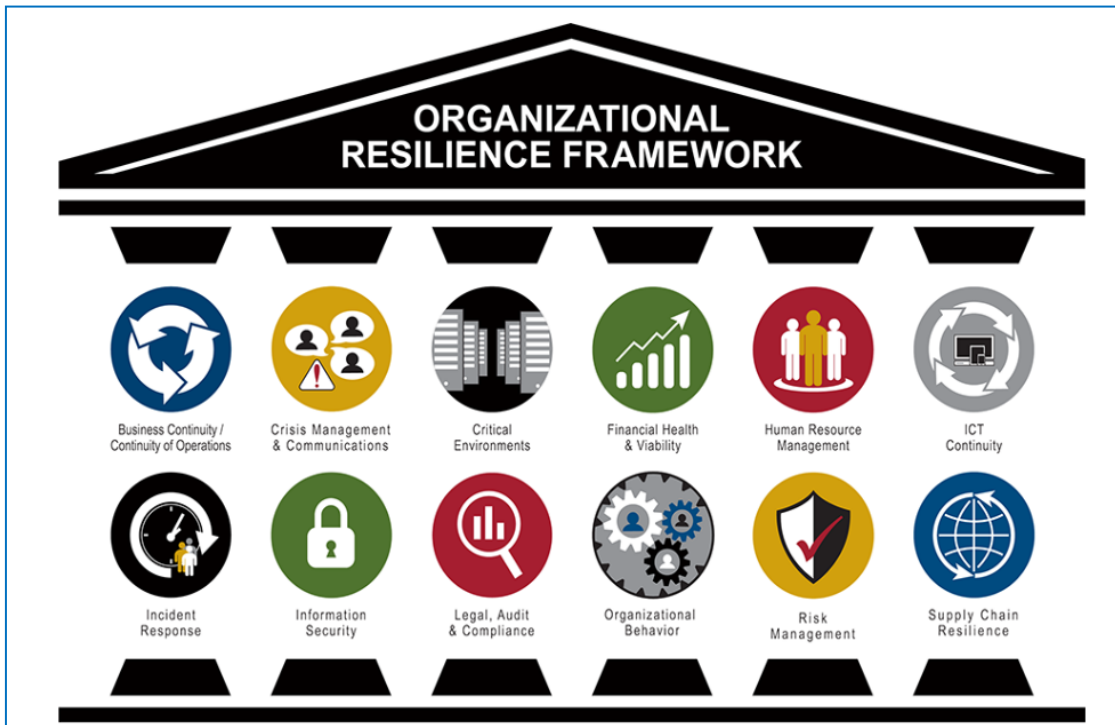 ORGANIZATIONAL
RESILIENCE FRAMEWORK
Business Continuity /
Continuity of Operations
Crisis Management
& Communications
Critical
Environments
Financial Health
& Viability
Human Resource
Management
ICT
Continuity
Incident
Response
Information
Security
Legal, Audit
& Compliance
Organizational
Behavior
Risk
Management
Supply Chain
Resilience